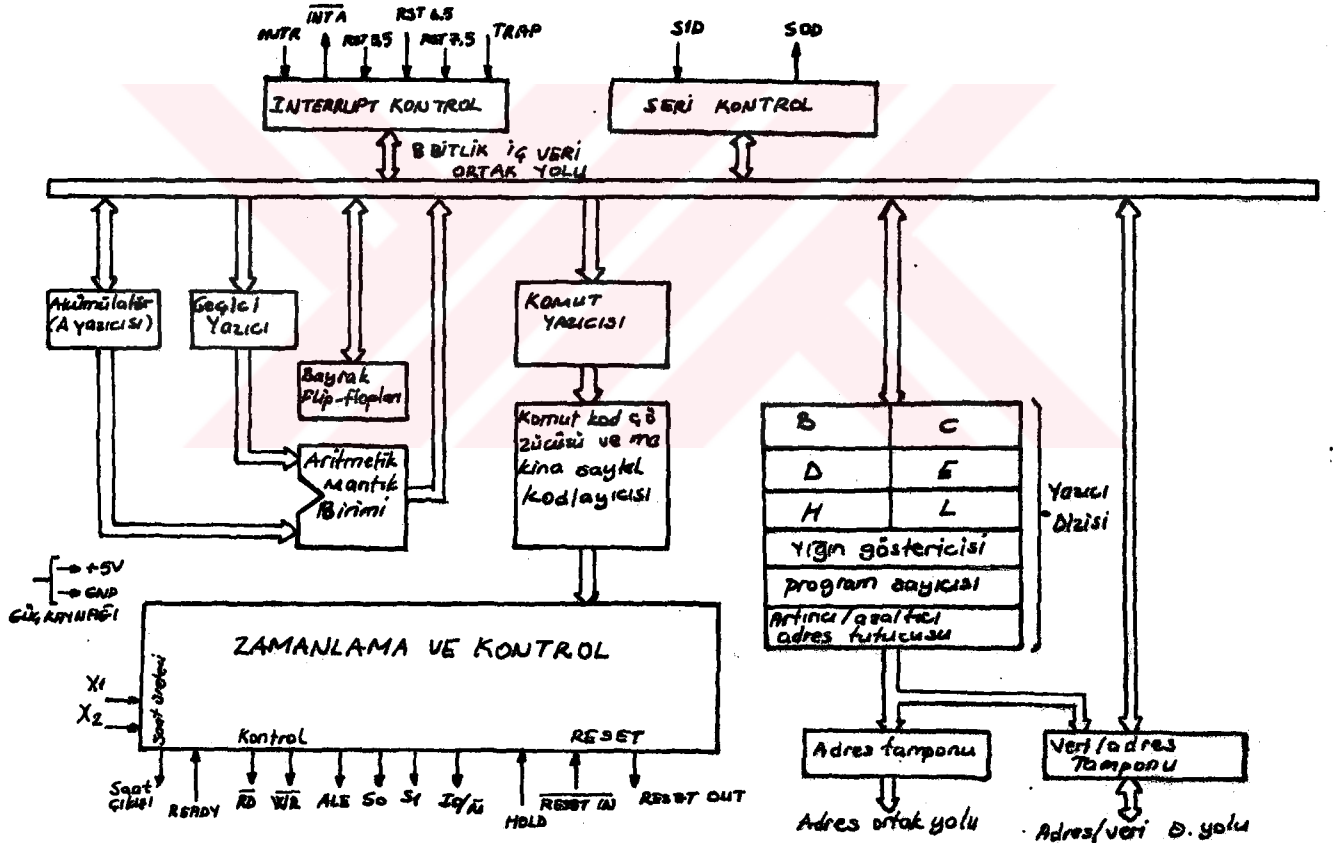 INTR
INTA
RST 5,5
RST 6.5
RST 7,5
TRAP
SID
SOD
INTERRUPT KONTROL
SERİ KONTROL
8 BİTLİK İÇ VERİ
ORTAK YOLU
Akümülatör
(A yazıcısı)
Geçici
Yazıcı
Bayrak
Flip-flopları
KOMUT
YAZICISI
Komut kod çö
zücüsü ve ma
kina saykıl
kodlayıcısı
Aritmetik
Mantık
Birimi
B
C
D
E
H
L
Yığın göstericisi
program sayıcısı
Artırıcı/azaltıcı
adres tutucusu
Yazıcı
Dizisi
+5V
GND
GÜÇ KAYNAĞI
ZAMANLAMA VE KONTROL
X1
X2
Saat üreteci
Kontrol
RESET
Saat
Çıkışı
READY
RD
WR
ALE
S0
S1
IO/M
HOLD
RESET IN
RESET OUT
Adres tamponu
Veri/adres
Tamponu
Adres ortak yolu
Adres/veri O. yolu